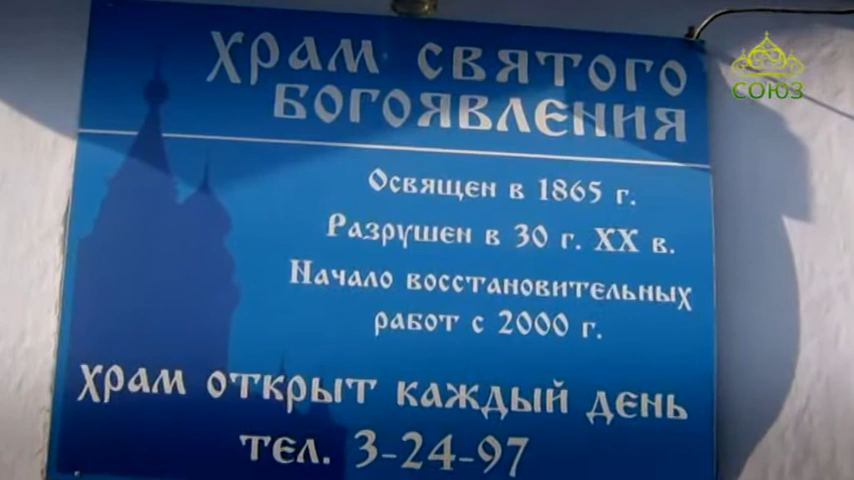 ХРАМ СВЯТОГО
БОГОЯВЛЕНИЯ
Освящен в 1865 г.
Разрушен в 30 г. XX в.
Начало восстановительных
работ с 2000 г.
ХРАМ ОТКРЫТ КАЖДЫЙ ДЕНЬ
ТЕЛ. 3-24-97
СОЮЗ